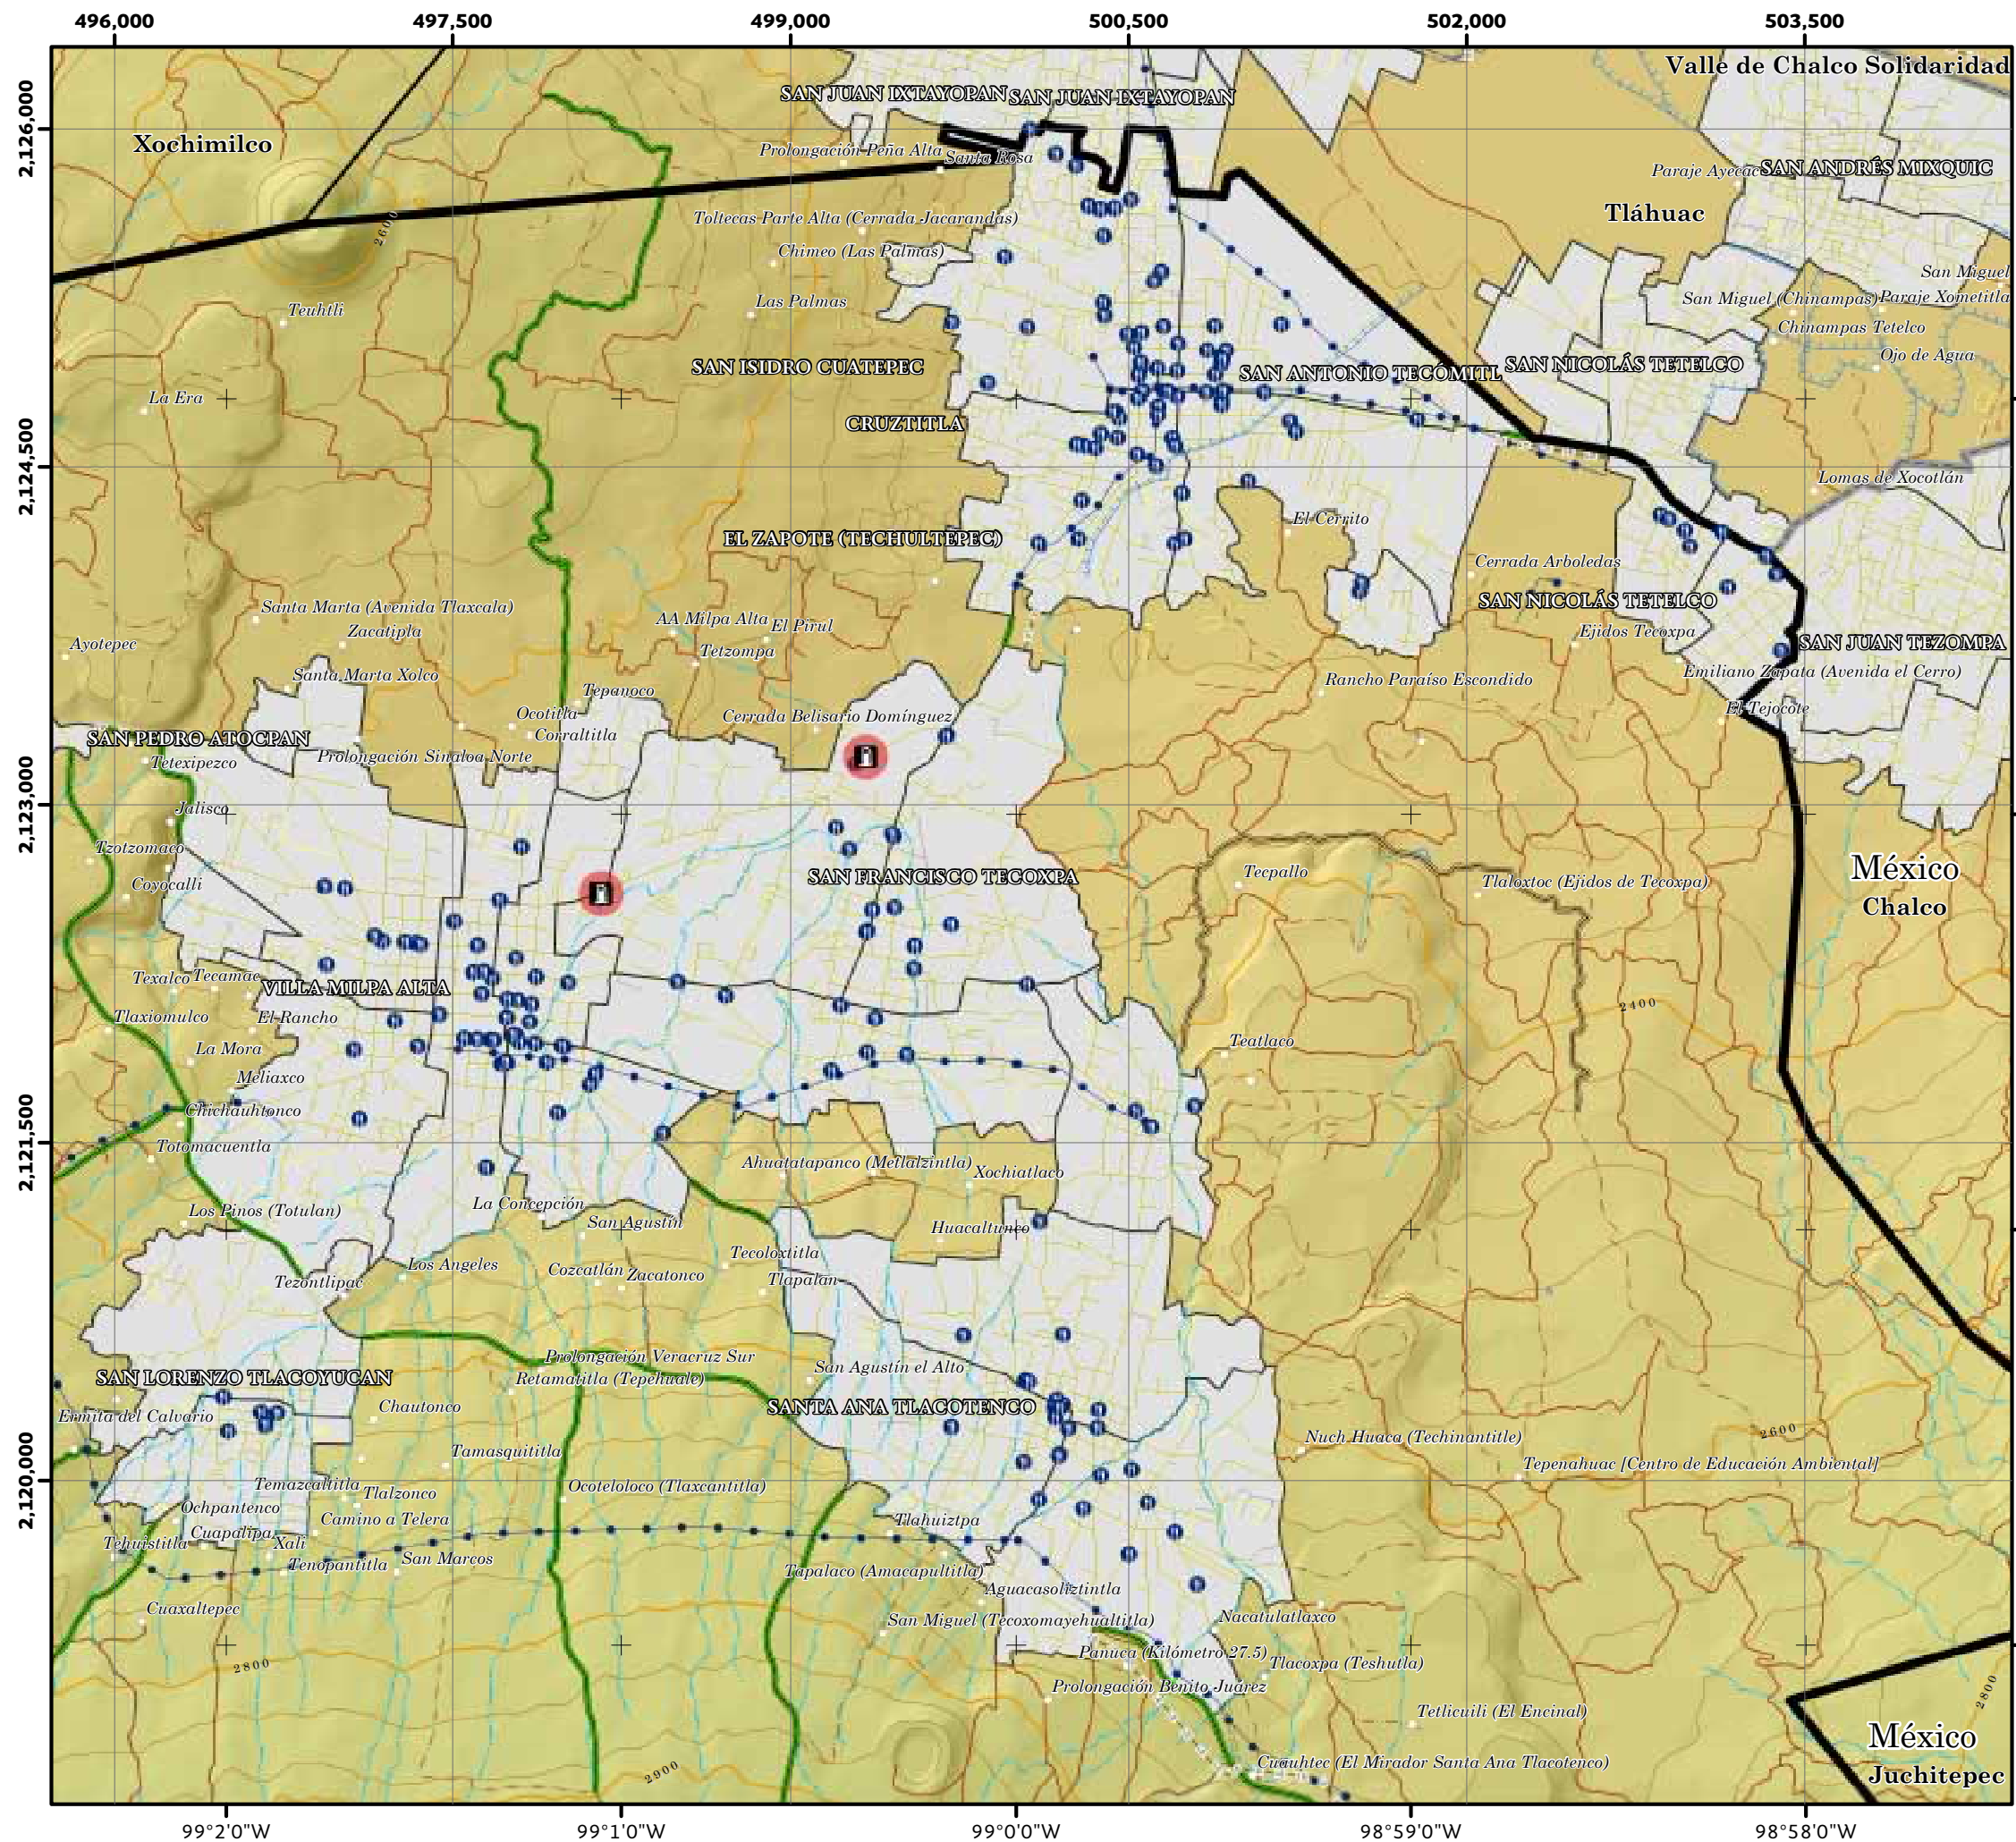 496,000 497,500 499,000 500,500 502,000 503,500
Valle de Chalco Solidaridad
SAN JUAN IXTAYOPAN SAN JUAN IXTAYOPAN
2,126,000
Xochimilco
Prolongación Peña Alta Santa Rosa
Paraje Ayecac SAN ANDRÉS MIXQUIC
Tláhuac
Toltecas Parte Alta (Cerrada Jacarandas)
2600
Chimeo (Las Palmas)
San Miguel
Teuhtli
Las Palmas
San Miguel (Chinampas) Paraje Xometitla
Chinampas Tetelco
Ojo de Agua
SAN ISIDRO CUATEPEC
SAN ANTONIO TECÓMITL SAN NICOLÁS TETELCO
La Era
CRUZTITLA
2,124,500
Lomas de Xocotlán
El Cerrito
EL ZAPOTE (TECHULTEPEC)
Cerrada Arboledas
SAN NICOLÁS TETELCO
Santa Marta (Avenida Tlaxcala)
AA Milpa Alta El Pirul
Zacatipla
Ejidos Tecoxpa
Ayotepec
Tetzompa
SAN JUAN TEZOMPA
Santa Marta Xolco
Rancho Paraíso Escondido
Emiliano Zapata (Avenida el Cerro)
Tepanoco
Ocotitla
Cerrada Belisario Domínguez
El Tejocote
SAN PEDRO ATOCPAN
Corraltitla
Tetexipezco
Prolongación Sinaloa Norte
2,123,000
Jalisco
Tzotzomaco
México
Chalco
Coyocalli
SAN FRANCISCO TECOXPA
Tecpallo
Tlaloxtoc (Ejidos de Tecoxpa)
Texalco Tecamac
VILLA MILPA ALTA
2400
Tlaxiomulco
El Rancho
La Mora
Teatlaco
Meliaxco
Chichauhtonco
2,121,500
Totomacuentla
Ahuatatapanco (Metlalzintla)
Xochiatlaco
Los Pinos (Totulan)
La Concepción
San Agustín
Huacaltunco
Los Angeles
Tecoloxtitla
Tezontlipac
Cozcatlán Zacatonco
Tlapalan
Prolongación Veracruz Sur
San Agustín el Alto
SAN LORENZO TLACOYUCAN
Retamatitla (Tepehuale)
SANTA ANA TLACOTENCO
Ermita del Calvario
Chautonco
2600
Nuch Huaca (Techinantitle)
Tamasquititla
Tepenahuac [Centro de Educación Ambiental]
2,120,000
Temazcaltitla
Tlalzonco
Ocoteloloco (Tlaxcantitla)
Ochpantenco
Camino a Telera
Tlahuiztpa
Cuapalipa
Tehuistitla
Xali
Tenopantitla
San Marcos
Tapalaco (Amacapultitla)
Aguacasoliztintla
Cuaxaltepec
San Miguel (Tecoxomayehualtitla)
Nacatulatlaxco
2800
Panuca (Kilómetro 27.5)
Tlacoxpa (Teshutla)
Prolongación Benito Juárez
2800
Tetlicuili (El Encinal)
México
Juchitepec
2900
Cuauhtec (El Mirador Santa Ana Tlacotenco)
99°2'0"W 99°1'0"W 99°0'0"W 98°59'0"W 98°58'0"W